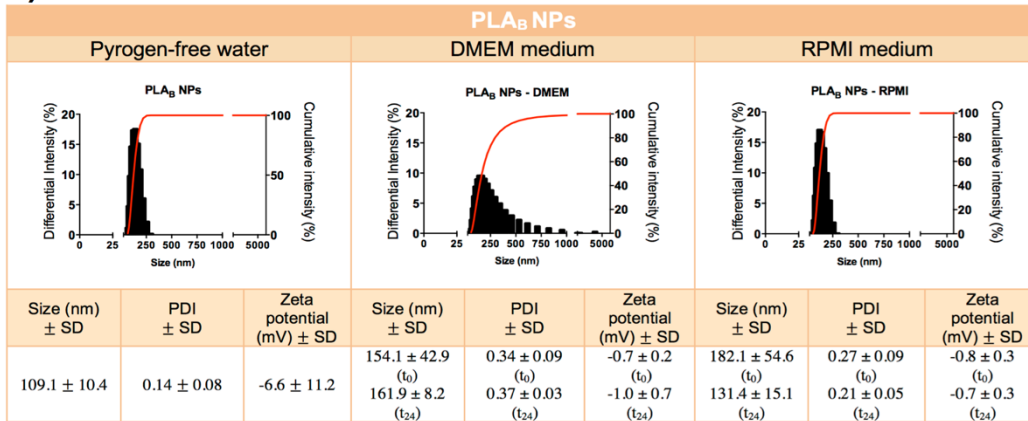 PLA_B NPs
Pyrogen-free water
DMEM medium
RPMI medium
PLA_B NPs
Differential Intensity (%)
20
15
10
5
0
0 25 250 500 750 1000 5000
Size (nm)
100
50
0
Cumulative intensity (%)
PLA_B NPs - DMEM
Differential Intensity (%)
20
15
10
5
0
0 25 250 500 750 1000 5000
Size (nm)
100
80
60
40
20
0
Cumulative intensity (%)
PLA_B NPs - RPMI
Differential Intensity (%)
20
15
10
5
0
0 25 250 500 750 1000 5000
Size (nm)
100
80
60
40
20
0
Cumulative intensity (%)
Size (nm) ± SD
PDI ± SD
Zeta potential (mV) ± SD
Size (nm) ± SD
PDI ± SD
Zeta potential (mV) ± SD
Size (nm) ± SD
PDI ± SD
Zeta potential (mV) ± SD
109.1 ± 10.4
0.14 ± 0.08
-6.6 ± 11.2
154.1 ± 42.9 (t₀)
0.34 ± 0.09 (t₀)
-0.7 ± 0.2 (t₀)
182.1 ± 54.6 (t₀)
0.27 ± 0.09 (t₀)
-0.8 ± 0.3 (t₀)
161.9 ± 8.2 (t₂₄)
0.37 ± 0.03 (t₂₄)
-1.0 ± 0.7 (t₂₄)
131.4 ± 15.1 (t₂₄)
0.21 ± 0.05 (t₂₄)
-0.7 ± 0.3 (t₂₄)